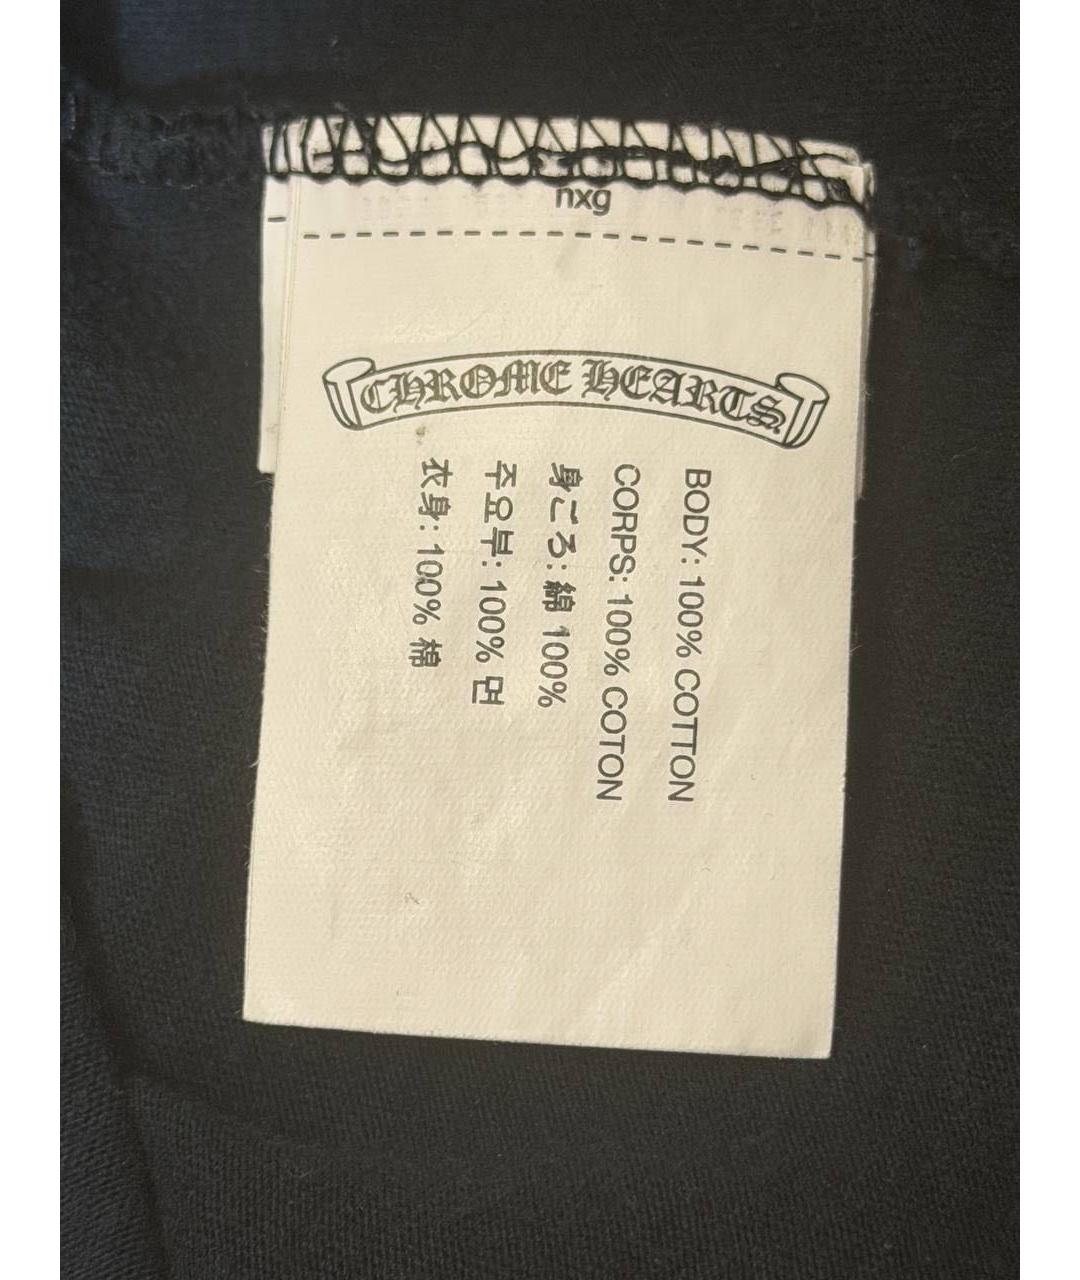 nxg
CHROME HEARTS
BODY: 100% COTTON
CORPS: 100% COTON
身ごろ: 綿 100%
주요부: 100% 면
衣身: 100% 棉